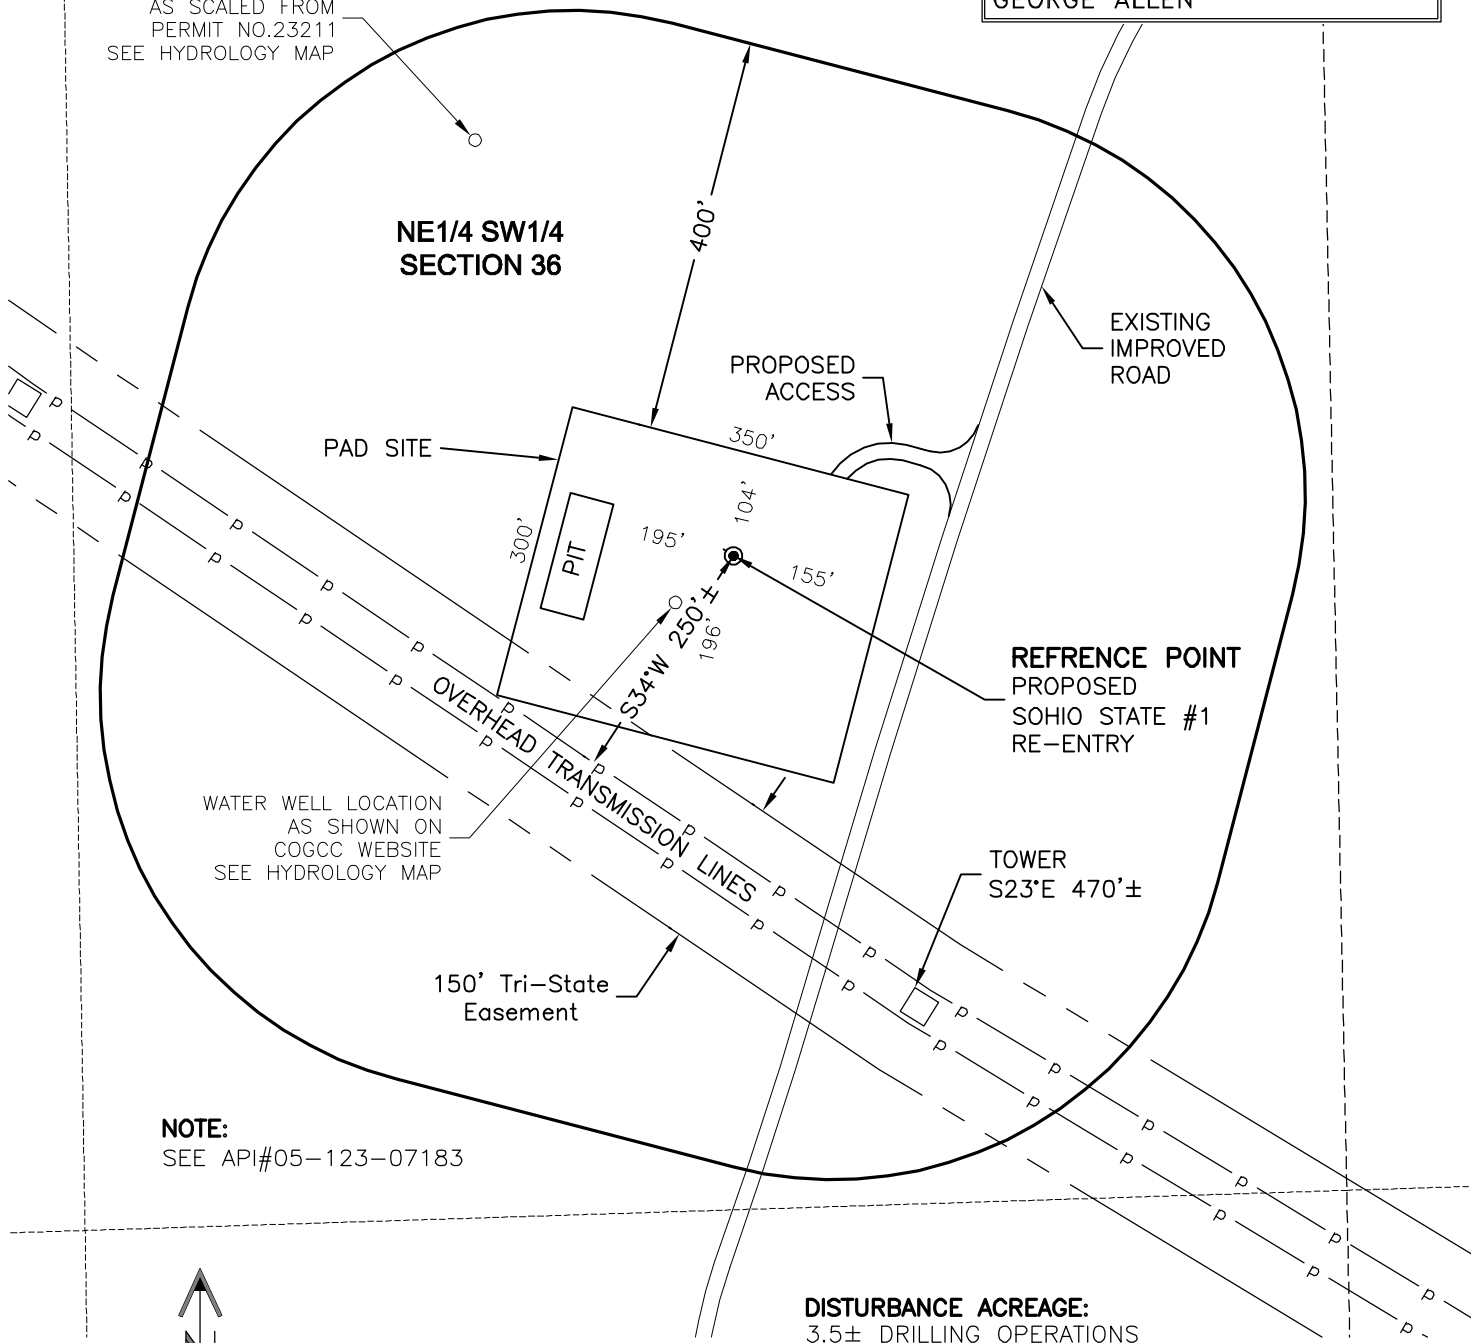 AS SCALED FROM
PERMIT NO.23211
SEE HYDROLOGY MAP
GEORGE ALLEN
NE1/4 SW1/4
SECTION 36
400'
EXISTING
IMPROVED
ROAD
PROPOSED
ACCESS
PAD SITE
350'
300'
PIT
195'
104'
155'
196'
S34°W 250'±
REFRENCE POINT
PROPOSED
SOHIO STATE #1
RE-ENTRY
OVERHEAD TRANSMISSION LINES
WATER WELL LOCATION
AS SHOWN ON
COGCC WEBSITE
SEE HYDROLOGY MAP
TOWER
S23°E 470'±
150' Tri-State
Easement
NOTE:
SEE API#05-123-07183
DISTURBANCE ACREAGE:
3.5± DRILLING OPERATIONS